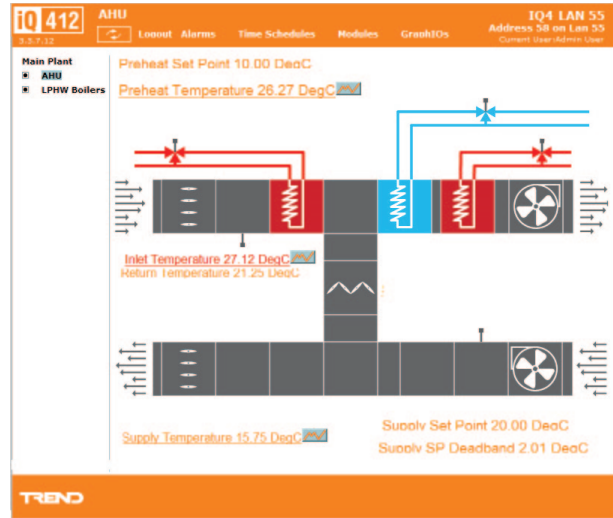 iQ 412
3.3.7.12
AHU
Logout Alarms Time Schedules Modules GraphIOs
IQ4 LAN 55
Address 58 on Lan 55
Current User:Admin User
Main Plant
AHU
LPHW Boilers
Preheat Set Point 10.00 DegC
Preheat Temperature 26.27 DegC
Inlet Temperature 27.12 DegC
Return Temperature 21.25 DegC
Supply Temperature 15.75 DegC
Supply Set Point 20.00 DegC
Supply SP Deadband 2.01 DegC
TREND